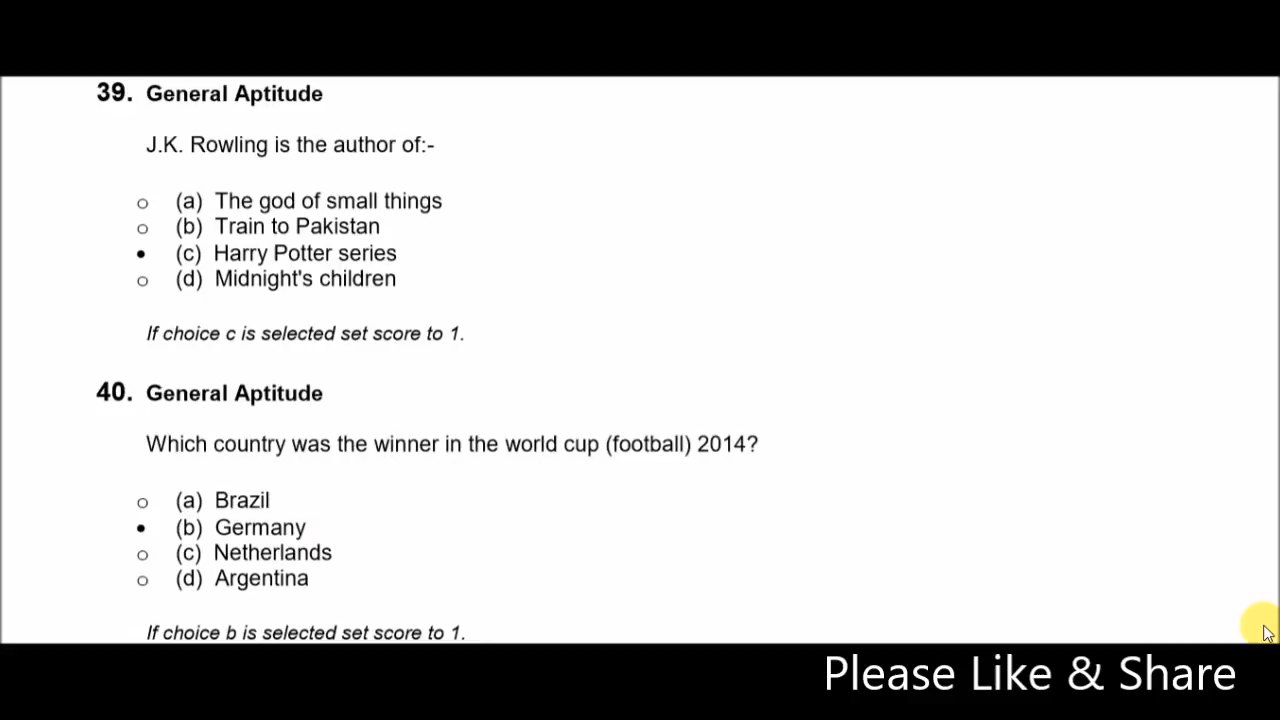 39. General Aptitude
J.K. Rowling is the author of:-
(a) The god of small things
(b) Train to Pakistan
(c) Harry Potter series
(d) Midnight's children
If choice c is selected set score to 1.
40. General Aptitude
Which country was the winner in the world cup (football) 2014?
(a) Brazil
(b) Germany
(c) Netherlands
(d) Argentina
If choice b is selected set score to 1.
Please Like & Share